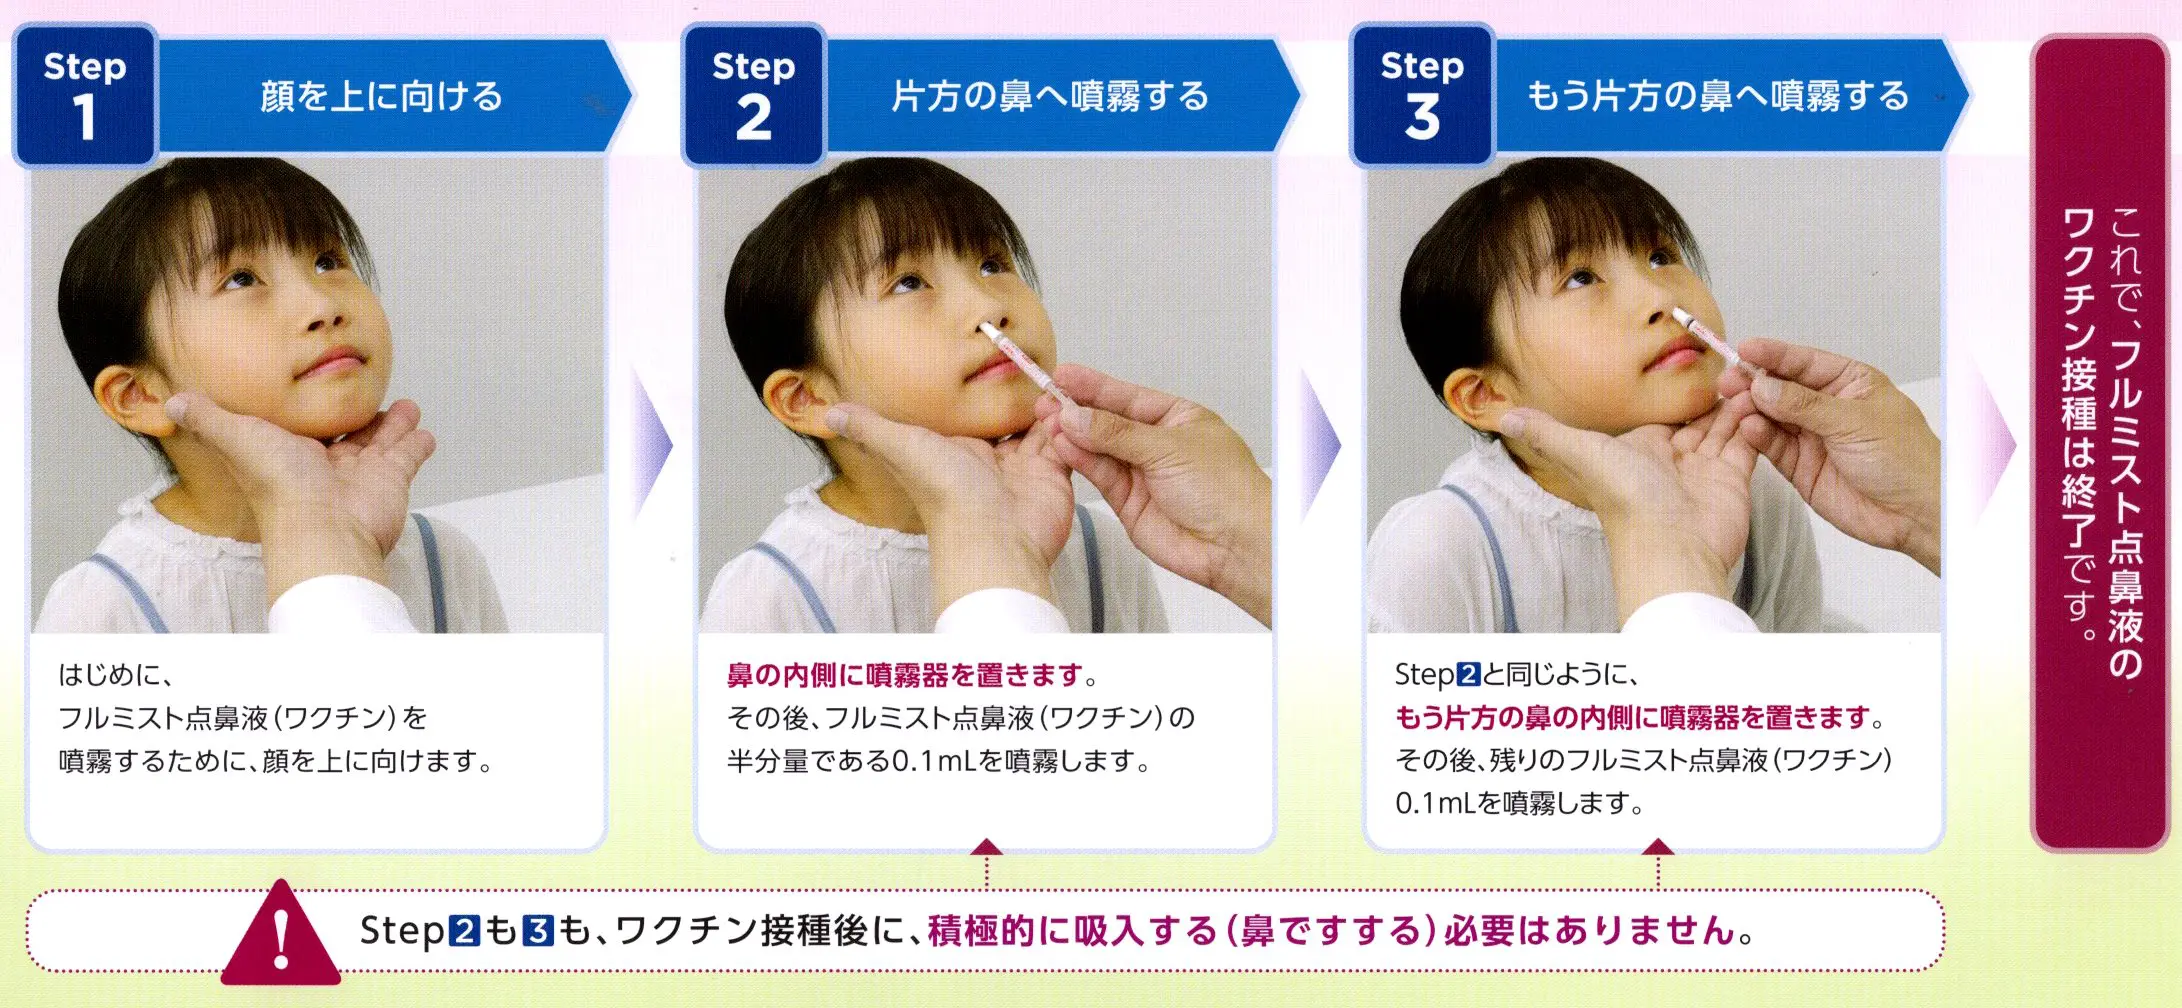 Step
1
顔を上に向ける
はじめに、
フルミスト点鼻液（ワクチン）を
噴霧するために、顔を上に向けます。
Step
2
片方の鼻へ噴霧する
鼻の内側に噴霧器を置きます。
その後、フルミスト点鼻液（ワクチン）の
半分量である0.1mLを噴霧します。
Step
3
もう片方の鼻へ噴霧する
Step2と同じように、
もう片方の鼻の内側に噴霧器を置きます。
その後、残りのフルミスト点鼻液（ワクチン）
0.1mLを噴霧します。
これで、フルミスト点鼻液の
ワクチン接種は終了です。
!
Step2も3も、ワクチン接種後に、積極的に吸入する（鼻ですする）必要はありません。